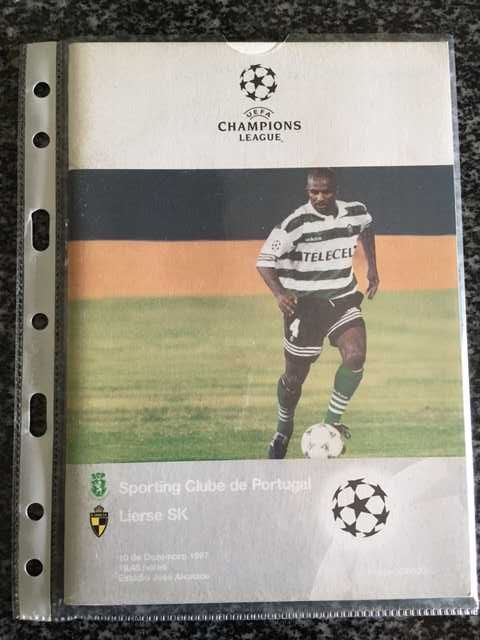 UEFA
CHAMPIONS
LEAGUE
TELECEL
4
Sporting Clube de Portugal
Lierse SK
10 de Dezembro 1997
19.45 horas
Estádio José Alvalade